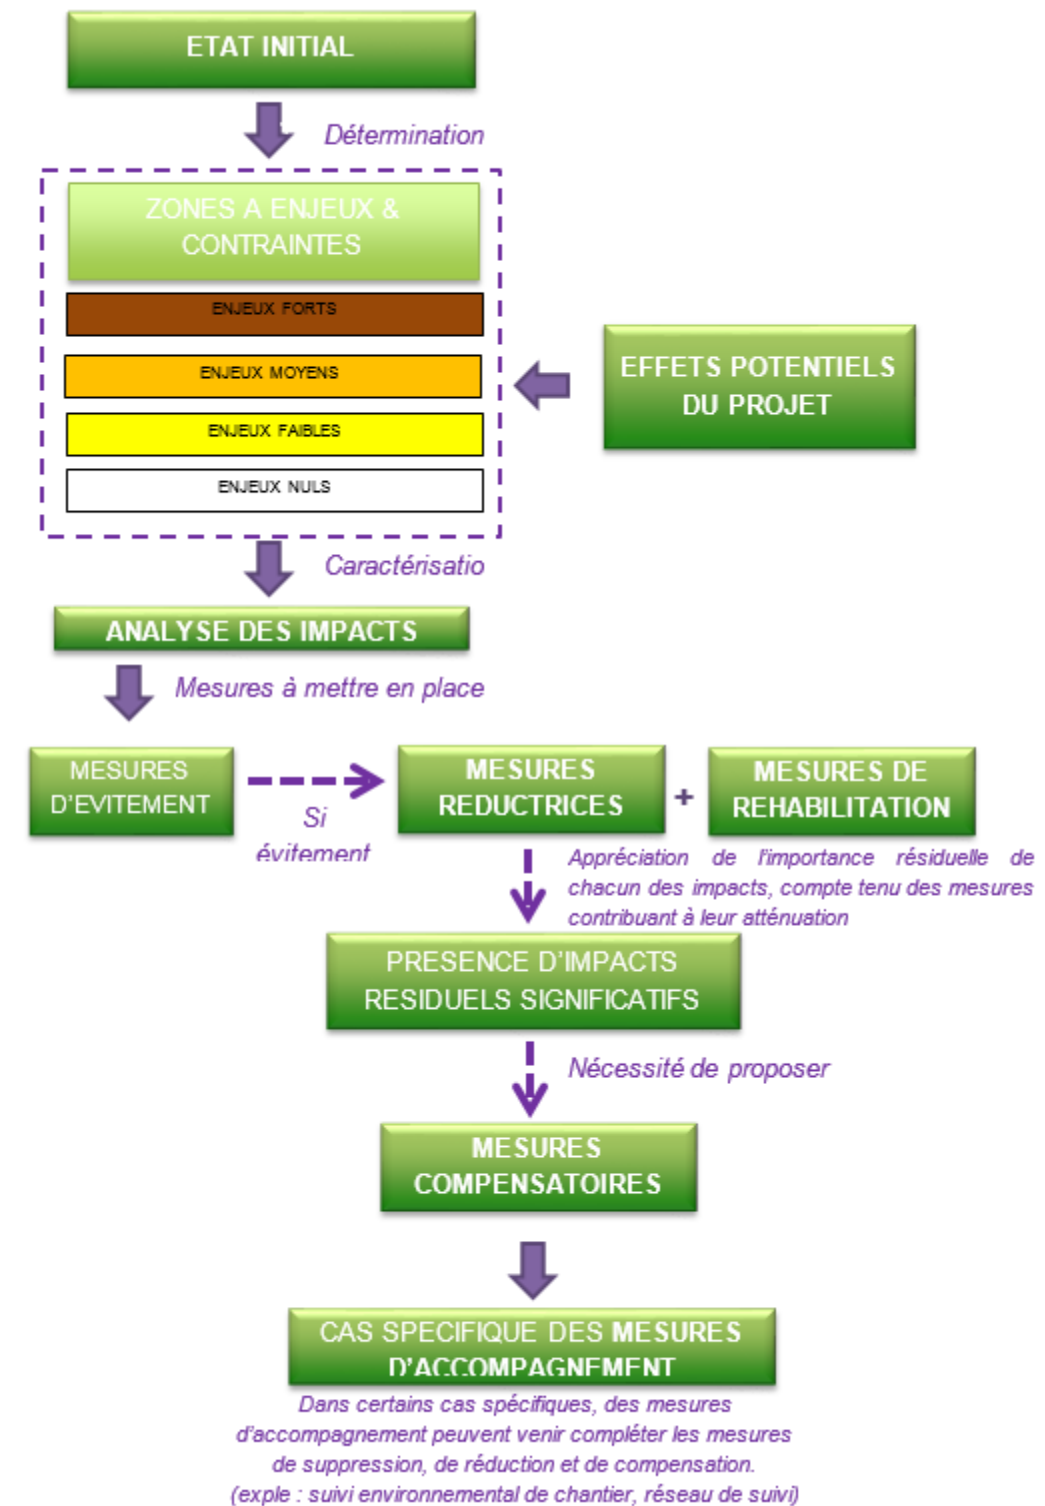 ETAT INITIAL
Détermination
ZONES A ENJEUX &
CONTRAINTES
ENJEUX FORTS
ENJEUX MOYENS
ENJEUX FAIBLES
ENJEUX NULS
EFFETS POTENTIELS
DU PROJET
Caractérisatio
ANALYSE DES IMPACTS
Mesures à mettre en place
MESURES
D'EVITEMENT
Si
évitement
MESURES
REDUCTRICES
+
MESURES DE
REHABILITATION
Appréciation de l'importance résiduelle de
chacun des impacts, compte tenu des mesures
contribuant à leur atténuation
PRESENCE D'IMPACTS
RESIDUELS SIGNIFICATIFS
Nécessité de proposer
MESURES
COMPENSATOIRES
CAS SPECIFIQUE DES MESURES
D'ACCOMPAGNEMENT
Dans certains cas spécifiques, des mesures
d'accompagnement peuvent venir compléter les mesures
de suppression, de réduction et de compensation.
(exple : suivi environnemental de chantier, réseau de suivi)